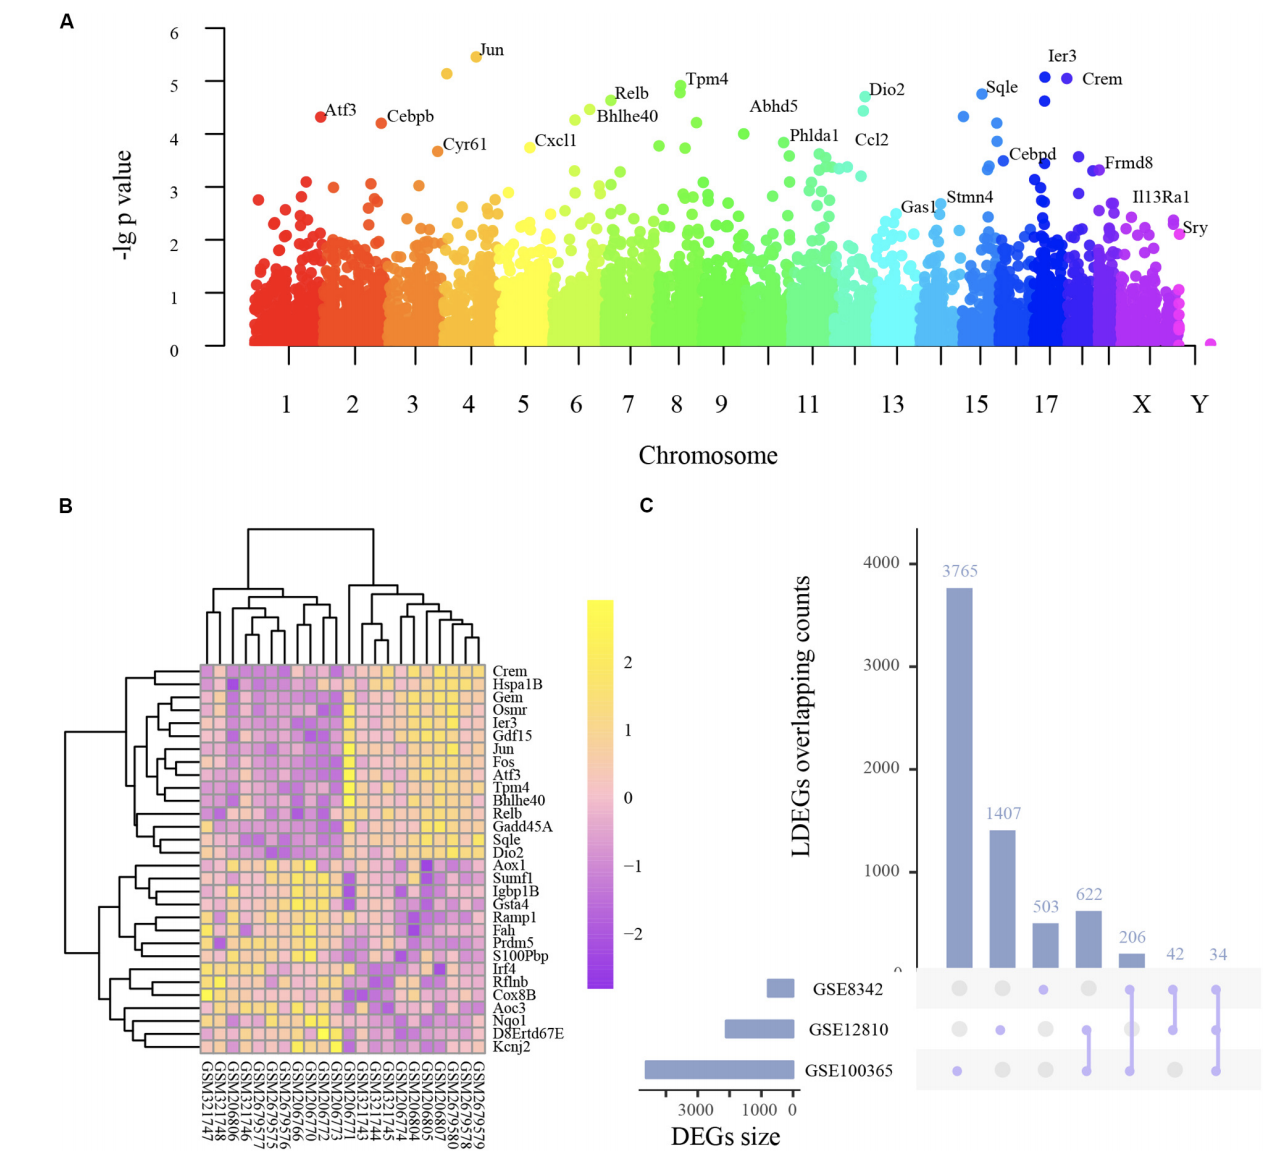 A
6
5
4
3
2
1
0
-lg p value
Jun
Atf3
Cebpb
Cyr61
Cxcl1
Relb
Bhlhe40
Tpm4
Abhd5
Phlda1
Dio2
Ccl2
Gas1
Stmn4
Sqle
Cebpd
Ier3
Crem
Frmd8
Il13Ra1
Sry
1 2 3 4 5 6 7 8 9 11 13 15 17 X Y
Chromosome
B
Crem
Hspa1B
Gem
Osmr
Ier3
Gdf15
Jun
Fos
Atf3
Tpm4
Bhlhe40
Relb
Gadd45A
Sqle
Dio2
Aox1
Sumf1
Igbp1B
Gsta4
Ramp1
Fah
Prdm5
S100Pbp
Irf4
Rflnb
Cox8B
Aoc3
Nqo1
D8Ertd67E
Kcnj2
GSM321747
GSM321748
GSM206806
GSM321746
GSM2679577
GSM2679575
GSM2679576
GSM206766
GSM206770
GSM206772
GSM206773
GSM206771
GSM321743
GSM321744
GSM321745
GSM206774
GSM206804
GSM206805
GSM206807
GSM2679580
GSM2679578
GSM2679579
2
1
0
−1
−2
C
LDEGs overlapping counts
4000
3000
2000
1000
0
3765
1407
503
622
206
42
34
GSE8342
GSE12810
GSE100365
3000 1000 0
DEGs size